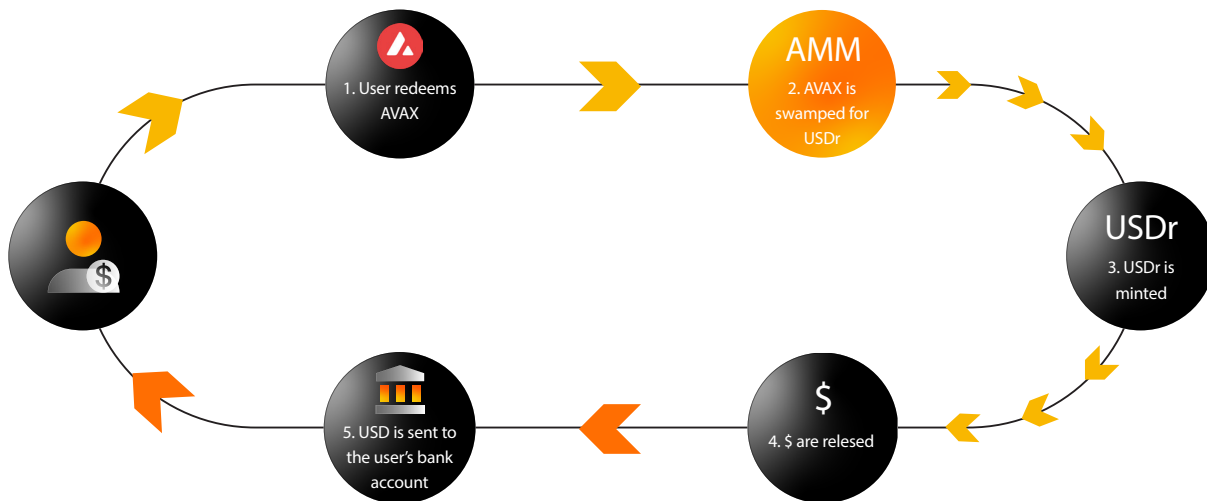 1. User redeems
AVAX
AMM
2. AVAX is
swamped for
USDr
USDr
3. USDr is
minted
$
4. $ are relesed
5. USD is sent to
the user's bank
account
$